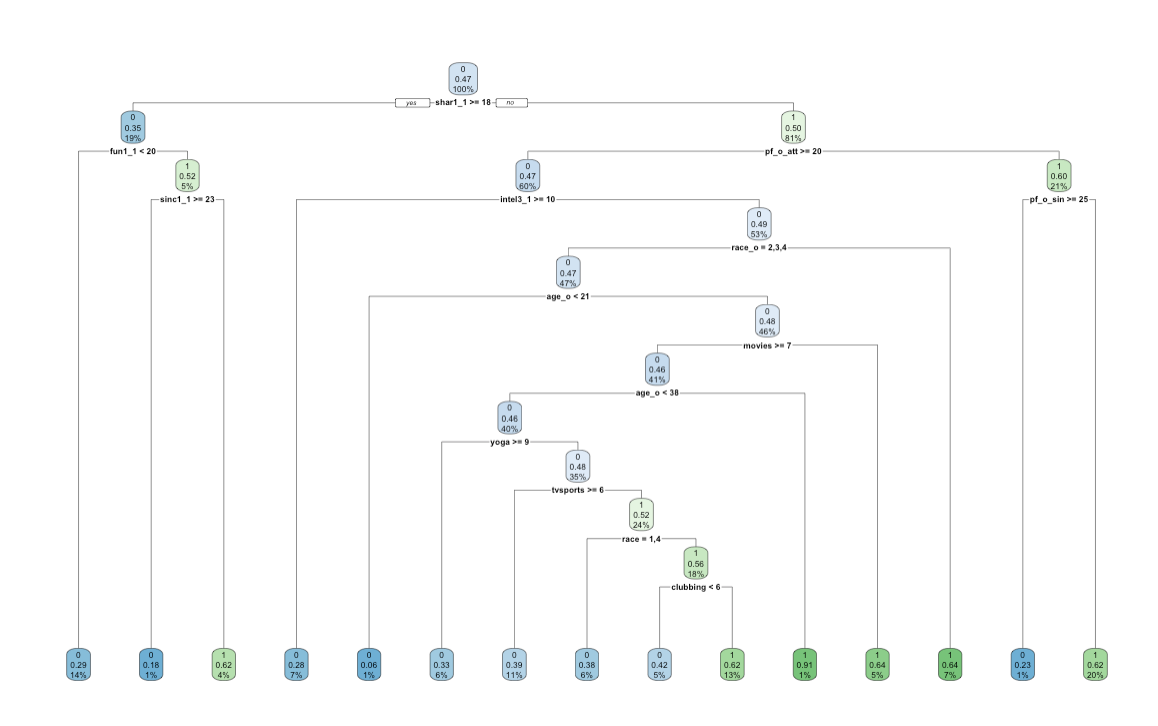 0
0.47
100%
yes shar1_1 >= 18 no
0
0.35
19%
1
0.50
81%
fun1_1 < 20
pf_o_att >= 20
1
0.52
5%
0
0.47
60%
1
0.60
21%
sinc1_1 >= 23
intel3_1 >= 10
pf_o_sin >= 25
0
0.49
53%
race_o = 2,3,4
0
0.47
47%
age_o < 21
0
0.48
46%
movies >= 7
0
0.46
41%
age_o < 38
0
0.46
40%
yoga >= 9
0
0.48
35%
tvsports >= 6
1
0.52
24%
race = 1,4
1
0.56
18%
clubbing < 6
0 0 1 0 0 0 0 0 0 1 1 1 1 0 1
0.29 0.18 0.62 0.28 0.06 0.33 0.39 0.38 0.42 0.62 0.91 0.64 0.64 0.23 0.62
14% 1% 4% 7% 1% 6% 11% 6% 5% 13% 1% 5% 7% 1% 20%